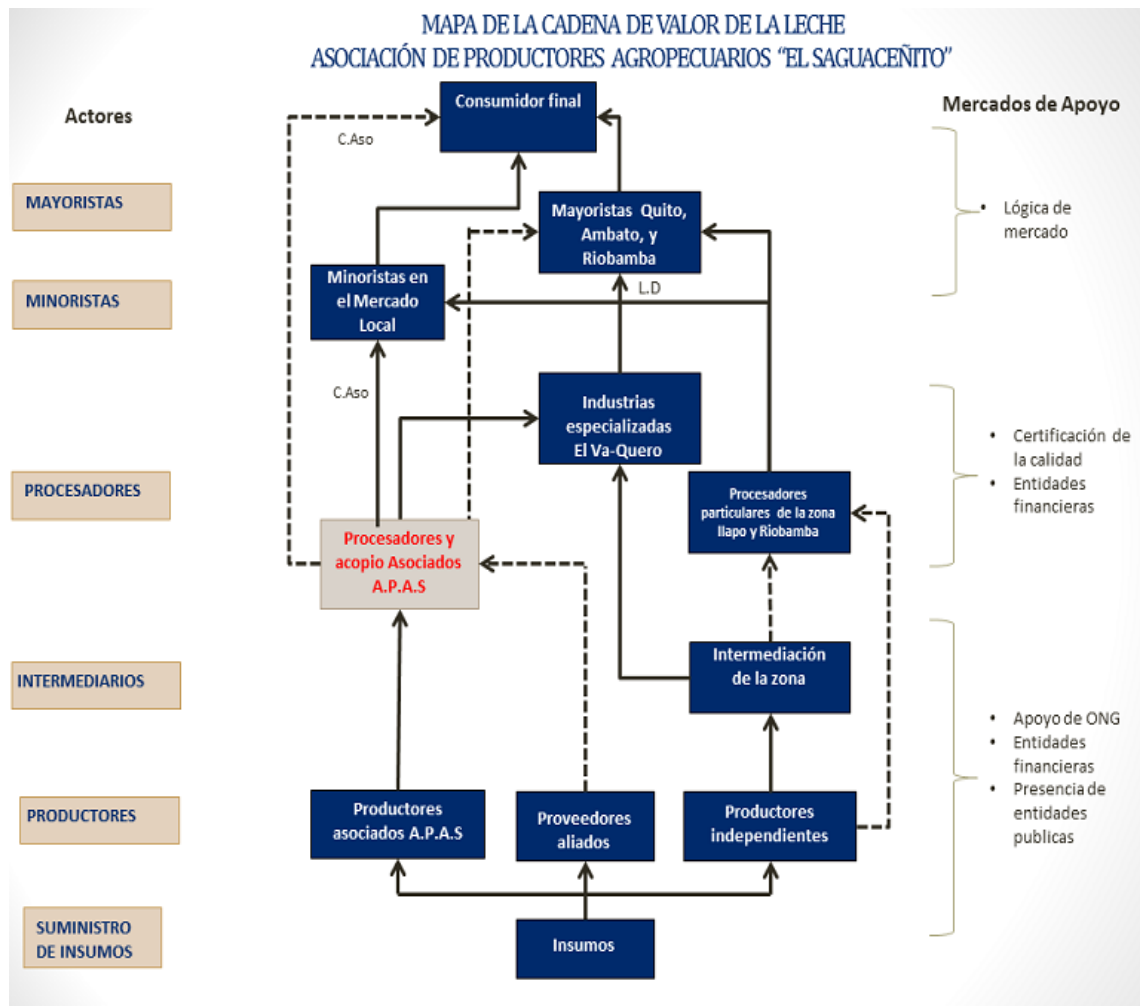 MAPA DE LA CADENA DE VALOR DE LA LECHE
ASOCIACIÓN DE PRODUCTORES AGROPECUARIOS “EL SAGUACEÑITO”
Actores
Mercados de Apoyo
Consumidor final
C.Aso
MAYORISTAS
Mayoristas Quito,
Ambato, y
Riobamba
• Lógica de
mercado
MINORISTAS
Minoristas en
el Mercado
Local
L.D
C.Aso
Industrias
especializadas
El Va-Quero
• Certificación de
la calidad
• Entidades
financieras
PROCESADORES
Procesadores
particulares de la zona
Ilapo y Riobamba
Procesadores y
acopio Asociados
A.P.A.S
INTERMEDIARIOS
Intermediación
de la zona
• Apoyo de ONG
• Entidades
financieras
• Presencia de
entidades
publicas
PRODUCTORES
Productores
asociados A.P.A.S
Proveedores
aliados
Productores
independientes
SUMINISTRO
DE INSUMOS
Insumos